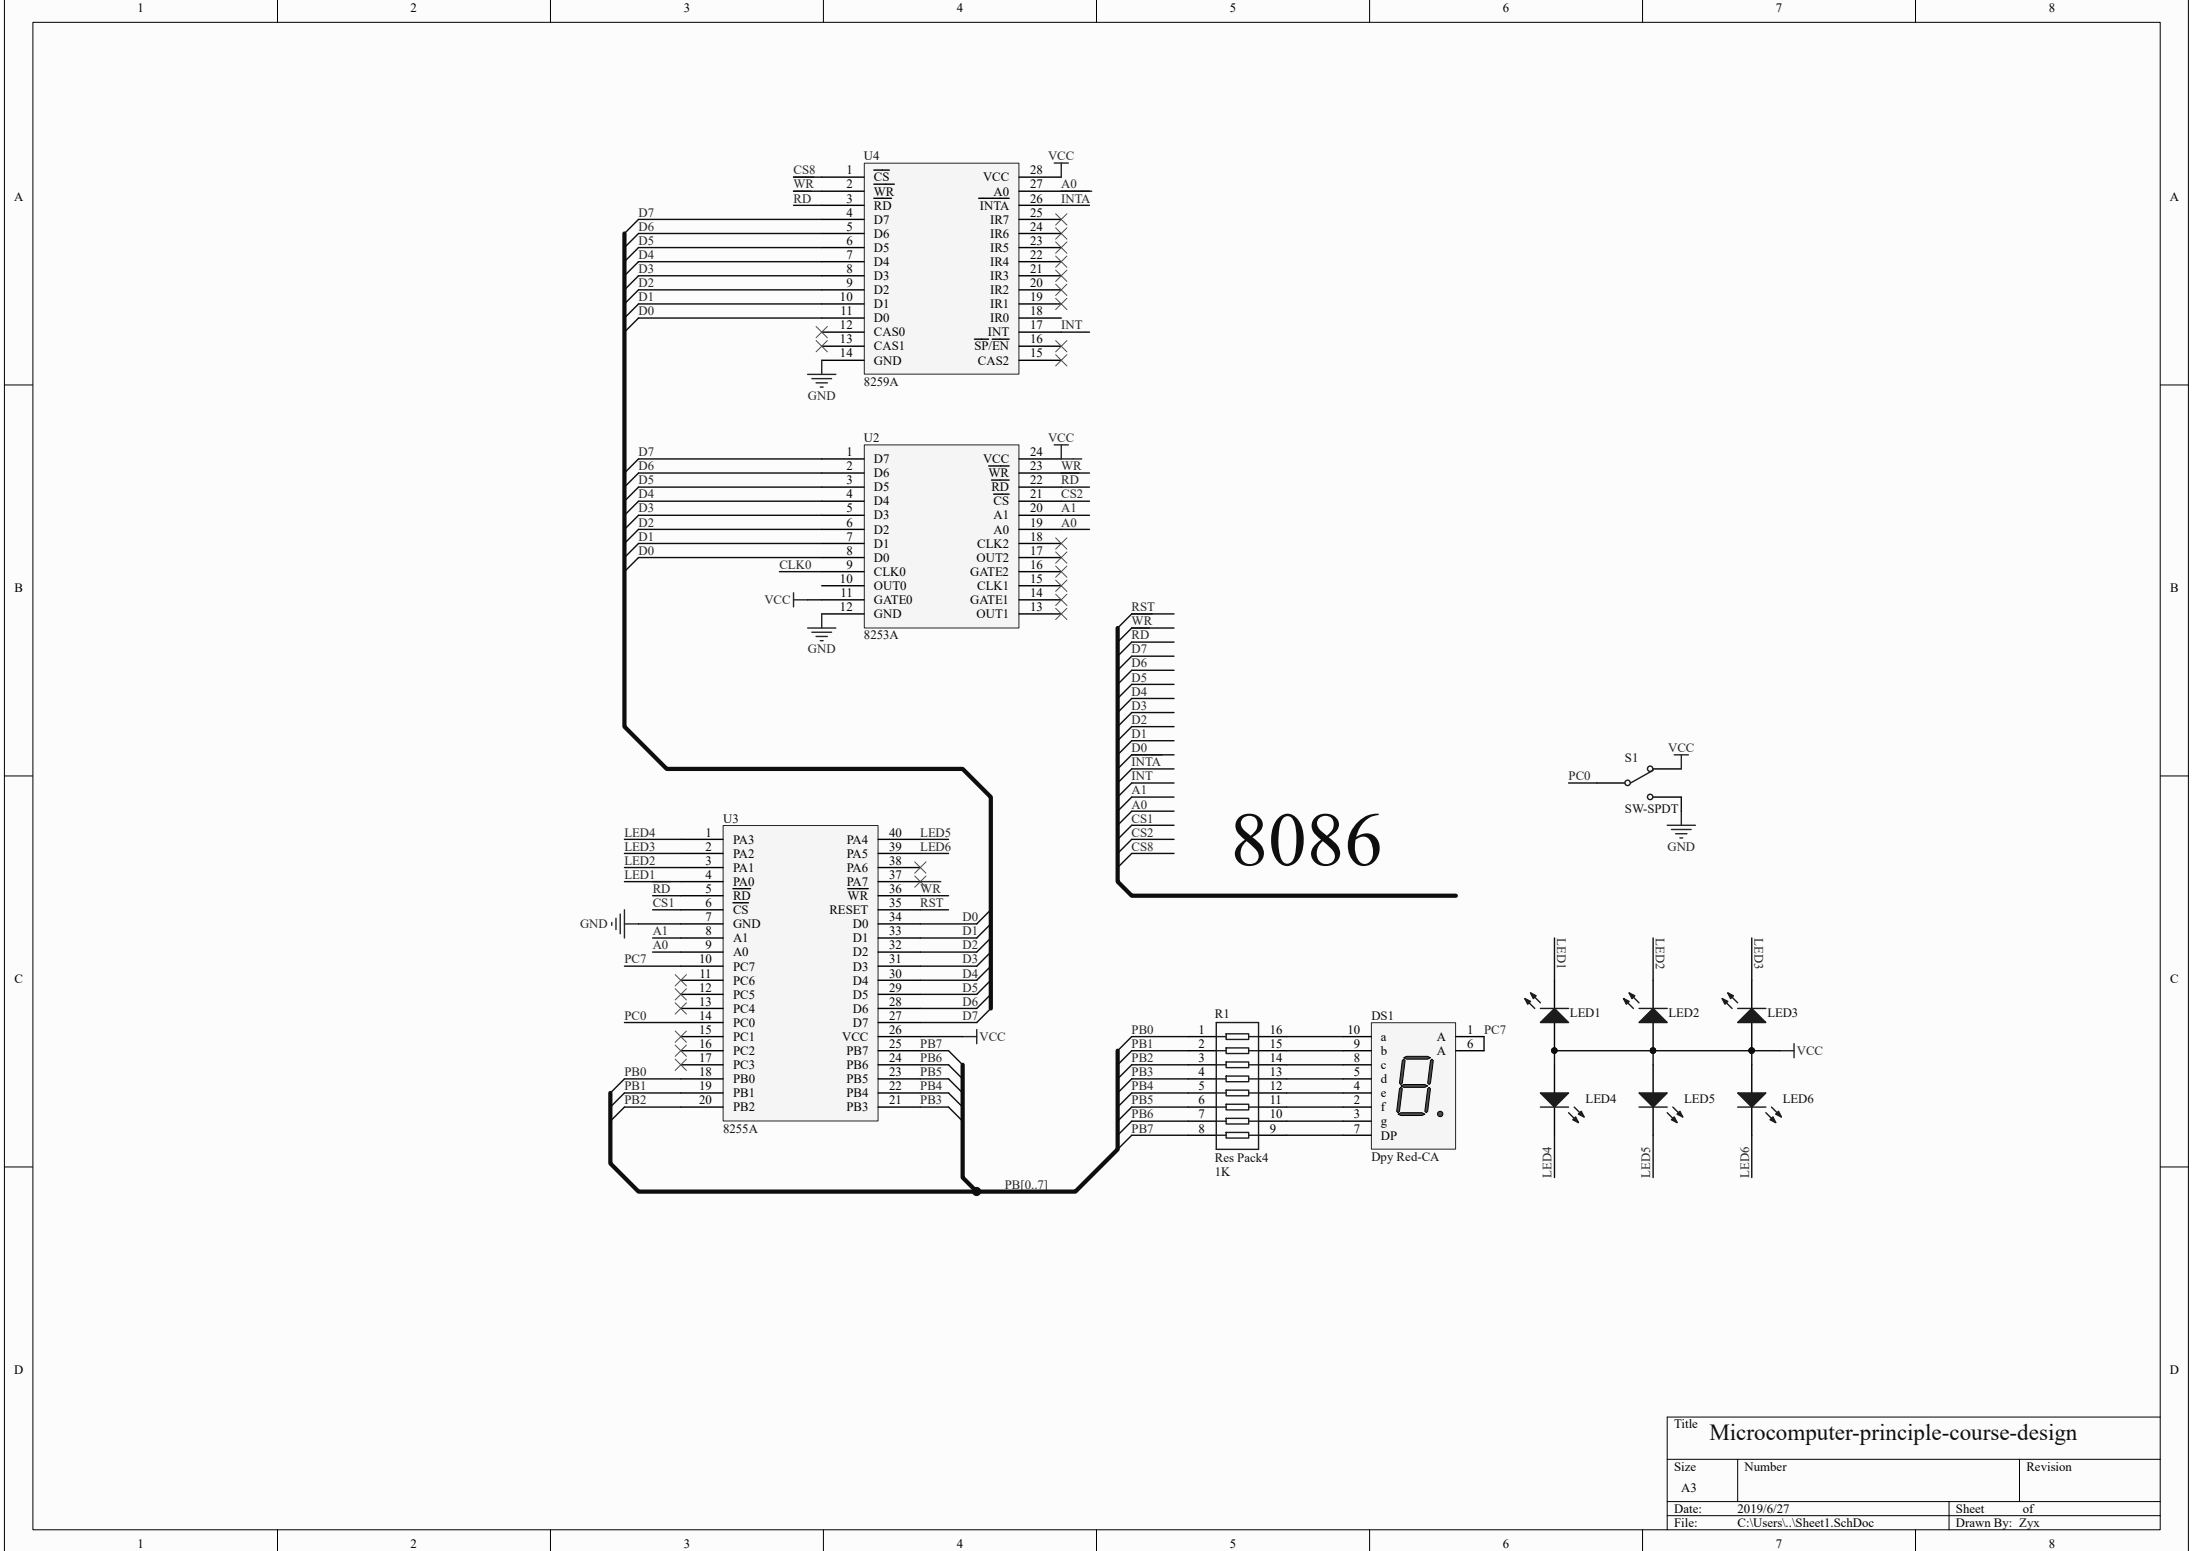 1 2 3 4 5 6 7 8
A A
B B
C C
D D
U4
CS8 1 CS VCC 28 VCC
WR 2 WR A0 27 A0
RD 3 RD INTA 26 INTA
D7 4 D7 IR7 25
D6 5 D6 IR6 24
D5 6 D5 IR5 23
D4 7 D4 IR4 22
D3 8 D3 IR3 21
D2 9 D2 IR2 20
D1 10 D1 IR1 19
D0 11 D0 IR0 18
12 CAS0 INT 17 INT
13 CAS1 SP/EN 16
14 GND CAS2 15
GND
8259A
U2
D7 1 D7 VCC 24 VCC
D6 2 D6 WR 23 WR
D5 3 D5 RD 22 RD
D4 4 D4 CS 21 CS2
D3 5 D3 A1 20 A1
D2 6 D2 A0 19 A0
D1 7 D1 CLK2 18
D0 8 D0 OUT2 17
CLK0 9 CLK0 GATE2 16
10 OUT0 CLK1 15
VCC 11 GATE0 GATE1 14
12 GND OUT1 13
GND
8253A
RST
WR
RD
D7
D6
D5
D4
D3
D2
D1
D0
INTA
INT
A1
A0
CS1
CS2
CS8
8086
S1
VCC
PC0
SW-SPDT
GND
U3
LED4 1 PA3 PA4 40 LED5
LED3 2 PA2 PA5 39 LED6
LED2 3 PA1 PA6 38
LED1 4 PA0 PA7 37
RD 5 RD WR 36 WR
CS1 6 CS RESET 35 RST
GND 7 GND D0 34 D0
A1 8 A1 D1 33 D1
A0 9 A0 D2 32 D2
PC7 10 PC7 D3 31 D3
11 PC6 D4 30 D4
12 PC5 D5 29 D5
13 PC4 D6 28 D6
PC0 14 PC0 D7 27 D7
15 PC1 VCC 26 VCC
16 PC2 PB7 25 PB7
17 PC3 PB6 24 PB6
PB0 18 PB0 PB5 23 PB5
PB1 19 PB1 PB4 22 PB4
PB2 20 PB2 PB3 21 PB3
8255A
PB[0..7]
R1 DS1
PB0 1 16 10 a A 1 PC7
PB1 2 15 9 b A 6
PB2 3 14 8 c
PB3 4 13 5 d
PB4 5 12 4 e
PB5 6 11 2 f
PB6 7 10 3 g
PB7 8 9 7 DP
Res Pack4 Dpy Red-CA
1K
LED1 LED2 LED3
LED1 LED2 LED3
VCC
LED4 LED5 LED6
LED4 LED5 LED6
Title Microcomputer-principle-course-design
Size Number Revision
A3
Date: 2019/6/27 Sheet of
File: C:\Users\..\Sheet1.SchDoc Drawn By: Zyx
1 2 3 4 5 6 7 8